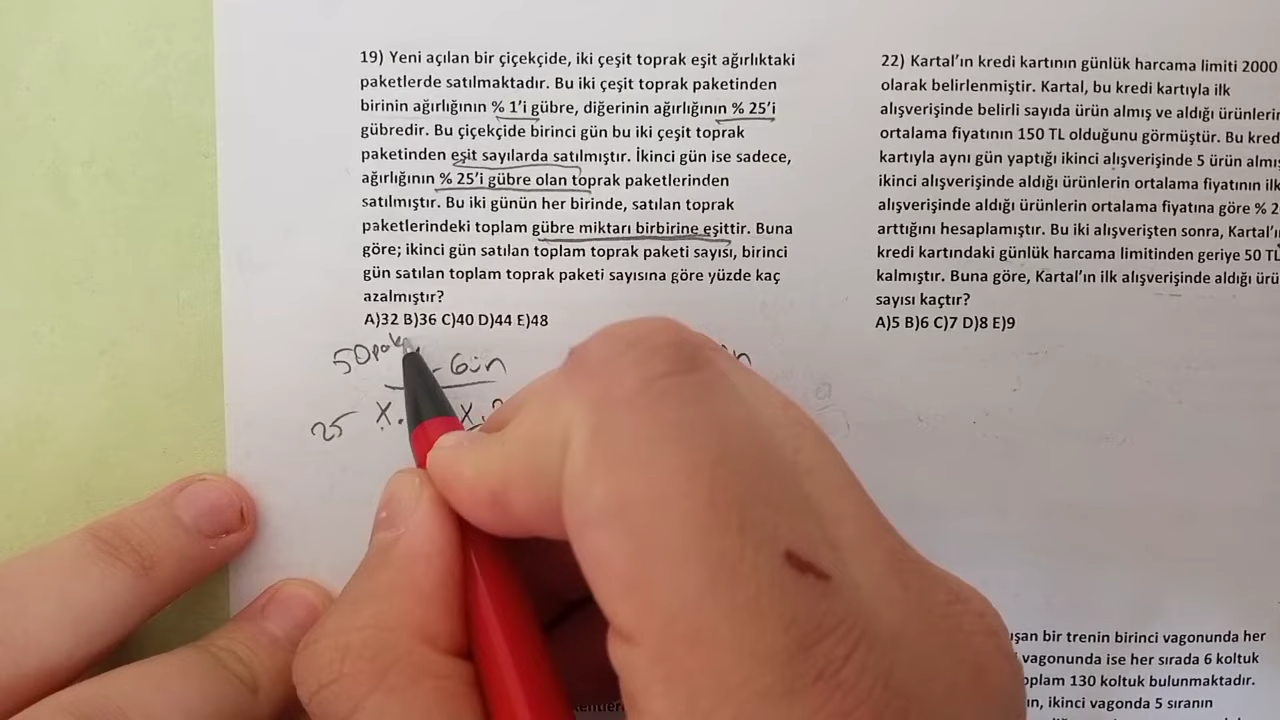 19) Yeni açılan bir çiçekçide, iki çeşit toprak eşit ağırlıktaki
paketlerde satılmaktadır. Bu iki çeşit toprak paketinden
birinin ağırlığının % 1'i gübre, diğerinin ağırlığının % 25'i
gübredir. Bu çiçekçide birinci gün bu iki çeşit toprak
paketinden eşit sayılarda satılmıştır. İkinci gün ise sadece,
ağırlığının % 25'i gübre olan toprak paketlerinden
satılmıştır. Bu iki günün her birinde, satılan toprak
paketlerindeki toplam gübre miktarı birbirine eşittir. Buna
göre; ikinci gün satılan toplam toprak paketi sayısı, birinci
gün satılan toplam toprak paketi sayısına göre yüzde kaç
azalmıştır?
A)32 B)36 C)40 D)44 E)48
50
Gün
25 X. X.
22) Kartal'ın kredi kartının günlük harcama limiti 2000
olarak belirlenmiştir. Kartal, bu kredi kartıyla ilk
alışverişinde belirli sayıda ürün almış ve aldığı ürünlerin
ortalama fiyatının 150 TL olduğunu görmüştür. Bu kred
kartıyla aynı gün yaptığı ikinci alışverişinde 5 ürün almış
ikinci alışverişinde aldığı ürünlerin ortalama fiyatının ilk
alışverişinde aldığı ürünlerin ortalama fiyatına göre % 2
arttığını hesaplamıştır. Bu iki alışverişten sonra, Kartal'ı
kredi kartındaki günlük harcama limitinden geriye 50 TL
kalmıştır. Buna göre, Kartal'ın ilk alışverişinde aldığı ürü
sayısı kaçtır?
A)5 B)6 C)7 D)8 E)9
ışan bir trenin birinci vagonunda her
vagonunda ise her sırada 6 koltuk
oplam 130 koltuk bulunmaktadır.
ın, ikinci vagonda 5 sıranın